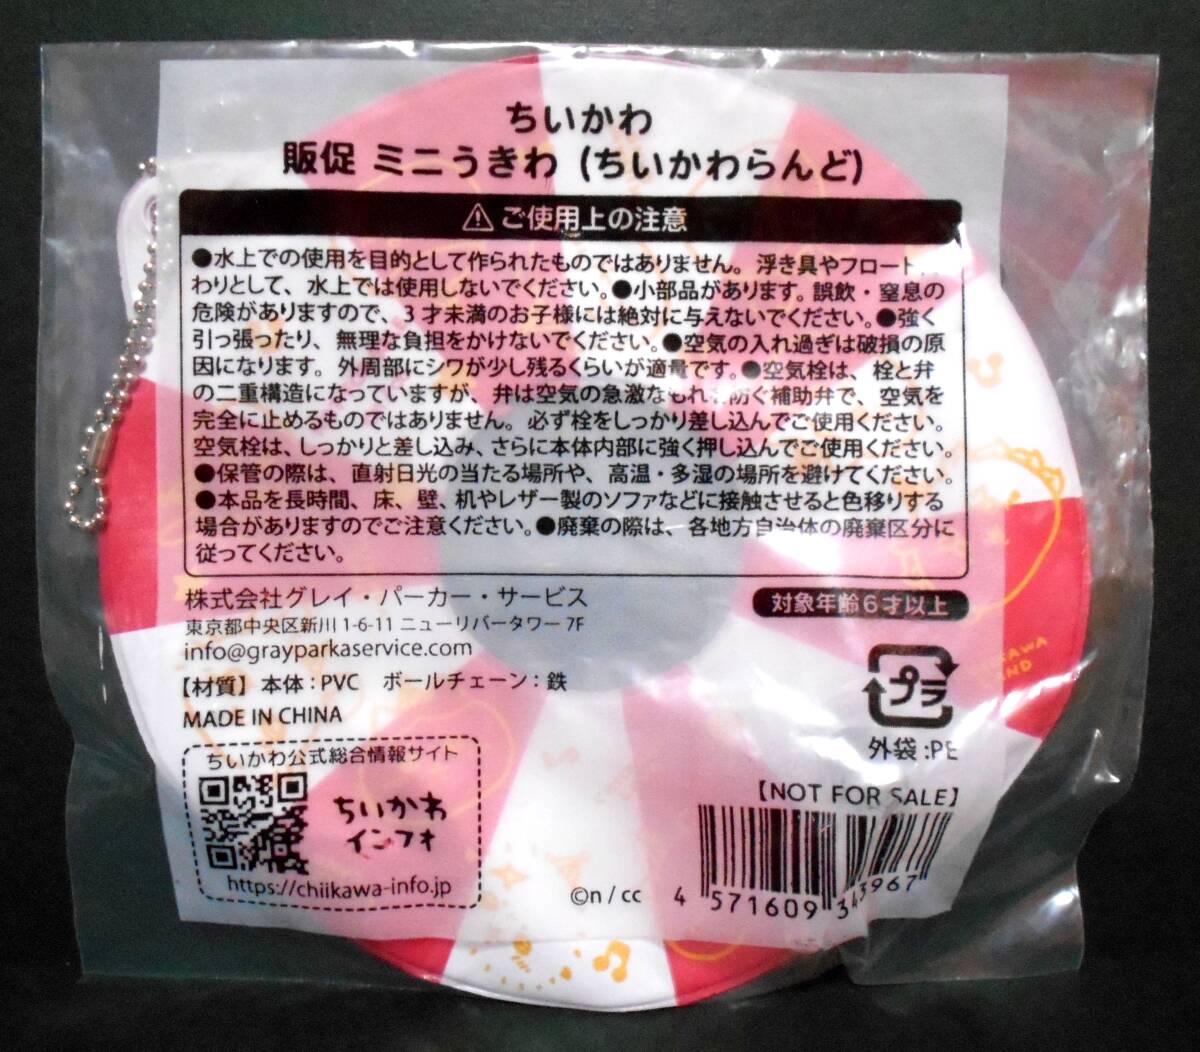 ちいかわ
販促 ミニうきわ (ちいかわらんど)
⚠ ご使用上の注意
●水上での使用を目的として作られたものではありません。浮き具やフロート
わりとして、水上では使用しないでください。●小部品があります。誤飲・窒息の
危険がありますので、3才未満のお子様には絶対に与えないでください。●強く
引っ張ったり、無理な負担をかけないでください。●空気の入れ過ぎは破損の原
因になります。外周部にシワが少し残るくらいが適量です。●空気栓は、栓と弁
の二重構造になっていますが、弁は空気の急激なもれ 防ぐ補助弁で、空気を
完全に止めるものではありません。必ず栓をしっかり差し込んでご使用ください。
空気栓は、しっかりと差し込み、さらに本体内部に強く押し込んでご使用ください。
●保管の際は、直射日光の当たる場所や、高温・多湿の場所を避けてください。
●本品を長時間、床、壁、机やレザー製のソファなどに接触させると色移りする
場合がありますのでご注意ください。●廃棄の際は、各地方自治体の廃棄区分に
従ってください。
株式会社グレイ・パーカー・サービス
東京都中央区新川1-6-11 ニューリバータワー 7F
info@grayparkaservice.com
【材質】本体：PVC ボールチェーン：鉄
MADE IN CHINA
対象年齢6才以上
プラ
外袋:PE
ちいかわ公式総合情報サイト
ちいかわ
インフォ
https://chiikawa-info.jp
【NOT FOR SALE】
©n / cc
4 571609 343967